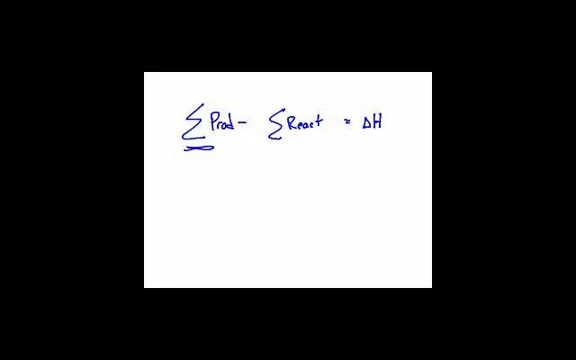 ∑ Prod - ∑ React = ΔH